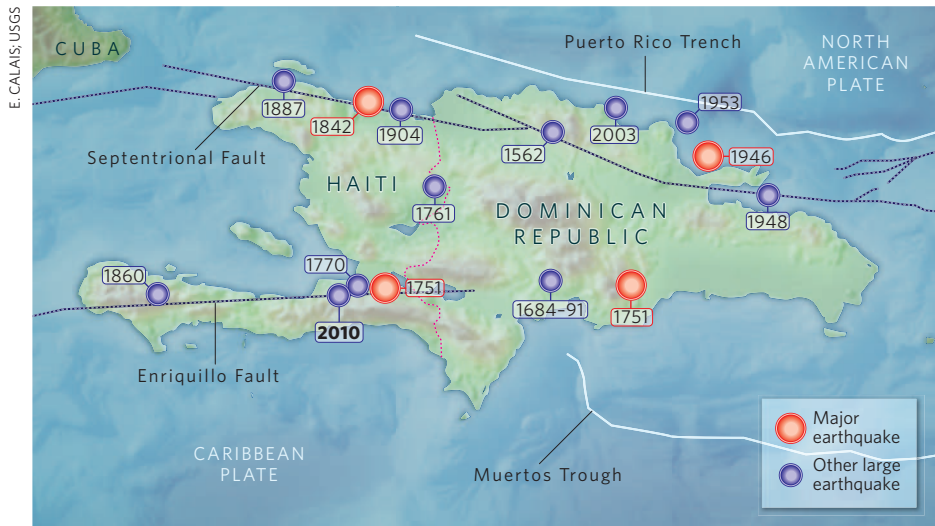 E. CALAIS; USGS
CUBA
Puerto Rico Trench
NORTH
AMERICAN
PLATE
1887
1842
1904
1562
2003
1953
1946
Septentrional Fault
HAITI
1761
DOMINICAN
REPUBLIC
1948
1860
1770
1751
2010
1684–91
1751
Enriquillo Fault
CARIBBEAN
PLATE
Muertos Trough
Major
earthquake
Other large
earthquake